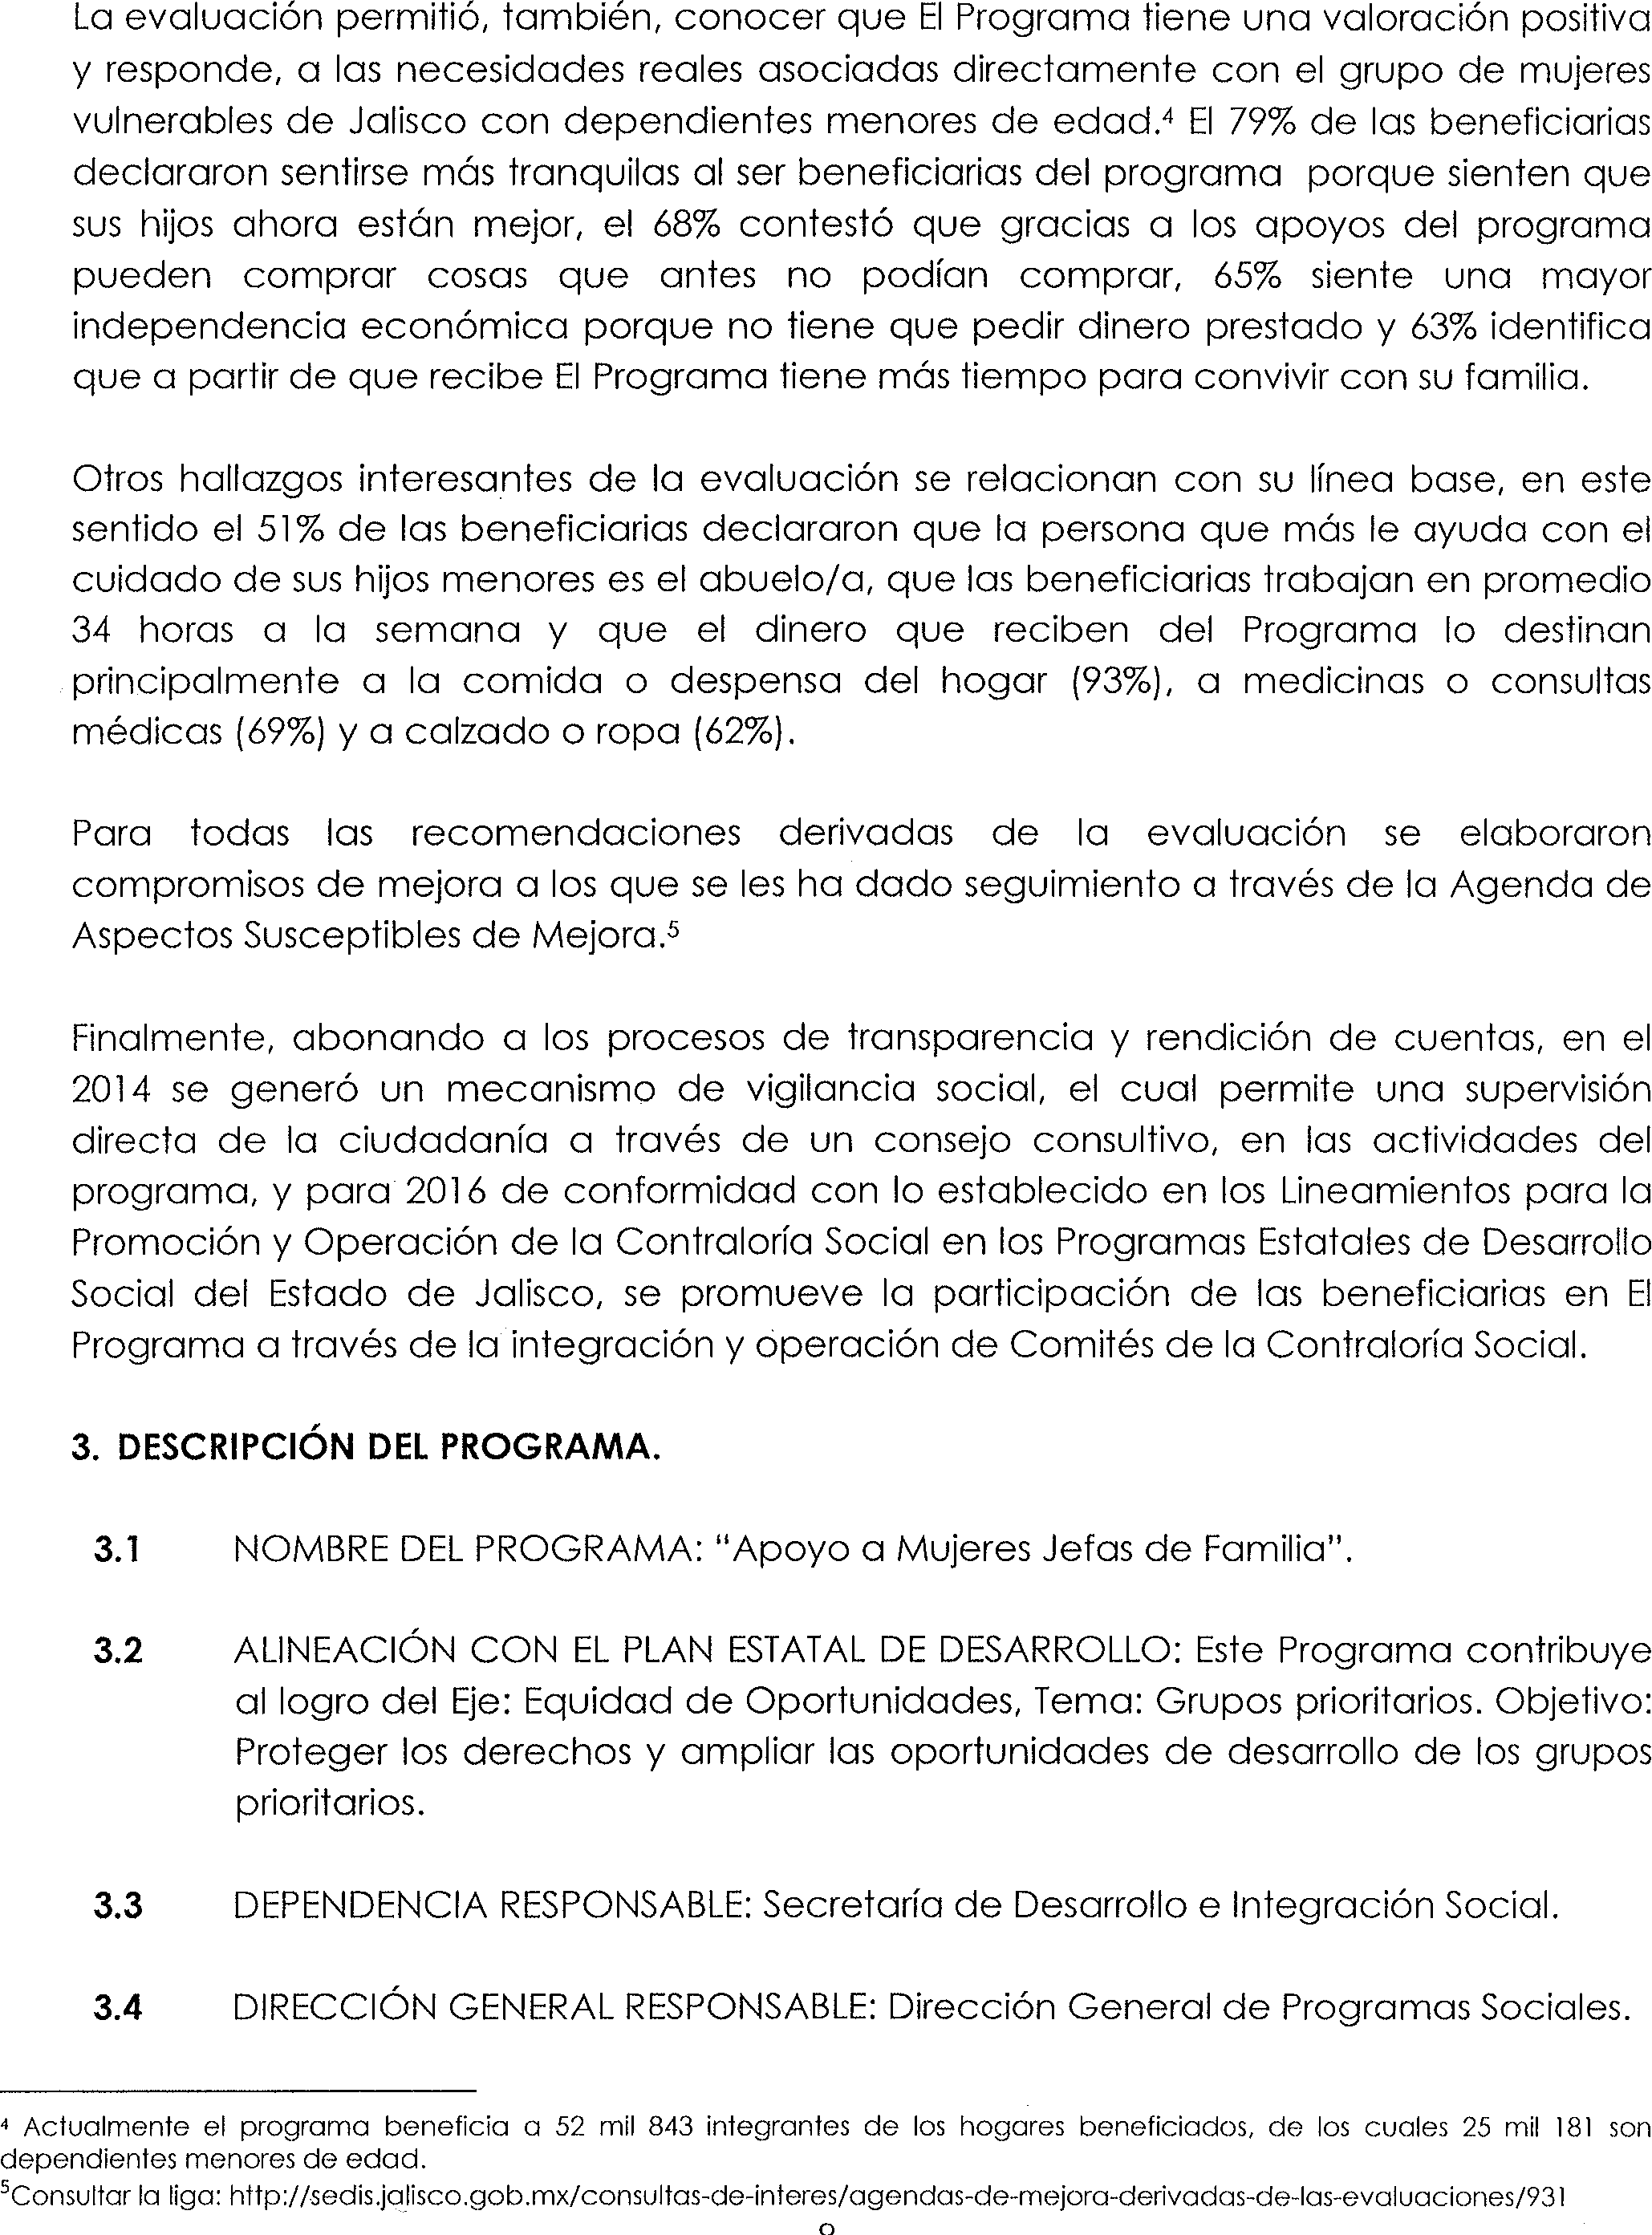 La evaluación permitió, también, conocer que El Programa tiene una valoración positiva
y responde, a las necesidades reales asociadas directamente con el grupo de mujeres
vulnerables de Jalisco con dependientes menores de edad.⁴ El 79% de las beneficiarias
declararon sentirse más tranquilas al ser beneficiarias del programa porque sienten que
sus hijos ahora están mejor, el 68% contestó que gracias a los apoyos del programa
pueden comprar cosas que antes no podían comprar, 65% siente una mayor
independencia económica porque no tiene que pedir dinero prestado y 63% identifica
que a partir de que recibe El Programa tiene más tiempo para convivir con su familia.
Otros hallazgos interesantes de la evaluación se relacionan con su línea base, en este
sentido el 51% de las beneficiarias declararon que la persona que más le ayuda con el
cuidado de sus hijos menores es el abuelo/a, que las beneficiarias trabajan en promedio
34 horas a la semana y que el dinero que reciben del Programa lo destinan
principalmente a la comida o despensa del hogar (93%), a medicinas o consultas
médicas (69%) y a calzado o ropa (62%).
Para todas las recomendaciones derivadas de la evaluación se elaboraron
compromisos de mejora a los que se les ha dado seguimiento a través de la Agenda de
Aspectos Susceptibles de Mejora.⁵
Finalmente, abonando a los procesos de transparencia y rendición de cuentas, en el
2014 se generó un mecanismo de vigilancia social, el cual permite una supervisión
directa de la ciudadanía a través de un consejo consultivo, en las actividades del
programa, y para 2016 de conformidad con lo establecido en los Lineamientos para la
Promoción y Operación de la Contraloría Social en los Programas Estatales de Desarrollo
Social del Estado de Jalisco, se promueve la participación de las beneficiarias en El
Programa a través de la integración y operación de Comités de la Contraloría Social.
3. DESCRIPCIÓN DEL PROGRAMA.
3.1 NOMBRE DEL PROGRAMA: "Apoyo a Mujeres Jefas de Familia".
3.2 ALINEACIÓN CON EL PLAN ESTATAL DE DESARROLLO: Este Programa contribuye
al logro del Eje: Equidad de Oportunidades, Tema: Grupos prioritarios. Objetivo:
Proteger los derechos y ampliar las oportunidades de desarrollo de los grupos
prioritarios.
3.3 DEPENDENCIA RESPONSABLE: Secretaría de Desarrollo e Integración Social.
3.4 DIRECCIÓN GENERAL RESPONSABLE: Dirección General de Programas Sociales.
⁴ Actualmente el programa beneficia a 52 mil 843 integrantes de los hogares beneficiados, de los cuales 25 mil 181 son
dependientes menores de edad.
⁵Consultar la liga: http://sedis.jalisco.gob.mx/consultas-de-interes/agendas-de-mejora-derivadas-de-las-evaluaciones/931